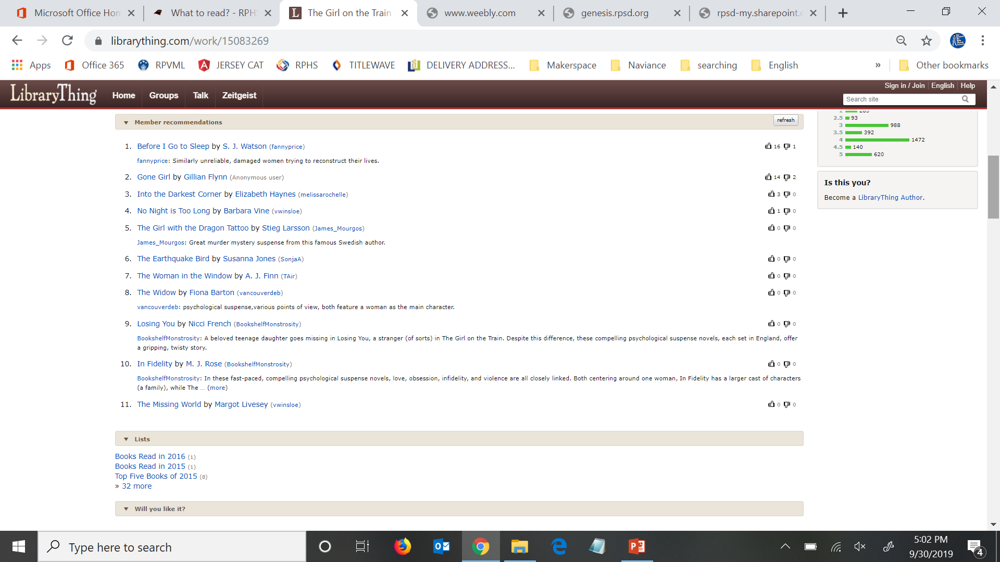 Microsoft Office Hom
What to read? - RPH
The Girl on the Train
www.weebly.com
genesis.rpsd.org
rpsd-my.sharepoint.c
librarything.com/work/15083269
Apps
Office 365
RPVML
JERSEY CAT
RPHS
TITLEWAVE
DELIVERY ADDRESS...
Makerspace
Naviance
searching
English
»
Other bookmarks
LibraryThing
Home
Groups
Talk
Zeitgeist
Sign in / Join English Help
Search site
Member recommendations
refresh
1. Before I Go to Sleep by S. J. Watson (fannyprice) 16 1
fannyprice: Similarly unreliable, damaged women trying to reconstruct their lives.
2. Gone Girl by Gillian Flynn (Anonymous user) 14 2
3. Into the Darkest Corner by Elizabeth Haynes (melissarochelle) 3 0
4. No Night is Too Long by Barbara Vine (vwinsloe) 1 0
5. The Girl with the Dragon Tattoo by Stieg Larsson (James_Mourgos) 0 0
James_Mourgos: Great murder mystery suspense from this famous Swedish author.
6. The Earthquake Bird by Susanna Jones (SonjaA) 0 0
7. The Woman in the Window by A. J. Finn (TAir) 0 0
8. The Widow by Fiona Barton (vancouverdeb) 0 0
vancouverdeb: psychological suspense,various points of view, both feature a woman as the main character.
9. Losing You by Nicci French (BookshelfMonstrosity) 0 0
BookshelfMonstrosity: A beloved teenage daughter goes missing in Losing You, a stranger (of sorts) in The Girl on the Train. Despite this difference, these compelling psychological suspense novels, each set in England, offer
a gripping, twisty story.
10. In Fidelity by M. J. Rose (BookshelfMonstrosity) 0 0
BookshelfMonstrosity: In these fast-paced, compelling psychological suspense novels, love, obsession, infidelity, and violence are all closely linked. Both centering around one woman, In Fidelity has a larger cast of characters
(a family), while The ... (more)
11. The Missing World by Margot Livesey (vwinsloe) 0 0
Lists
Books Read in 2016 (1)
Books Read in 2015 (1)
Top Five Books of 2015 (8)
» 32 more
Will you like it?
2.5 93
3 988
3.5 392
4 1472
4.5 140
5 620
Is this you?
Become a LibraryThing Author.
Type here to search
5:02 PM
9/30/2019
4